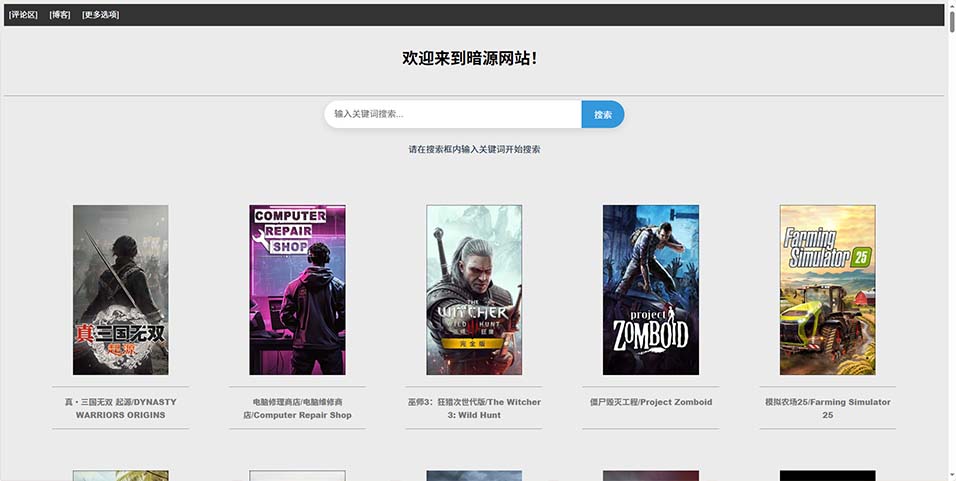 [评论区] [博客] [更多选项]
欢迎来到暗源网站！
输入关键词搜索... 搜索
请在搜索框内输入关键词开始搜索
真三国无双
起源
COMPUTER
REPAIR
SHOP
THE
WITCHER
WILD HUNT
巫师 狂猎
完全版
project
ZOMBOID
Farming
Simulator 25
真・三国无双 起源/DYNASTY
WARRIORS ORIGINS
电脑修理商店/电脑维修商
店/Computer Repair Shop
巫师3：狂猎次世代版/The Witcher
3: Wild Hunt
僵尸毁灭工程/Project Zomboid
模拟农场25/Farming Simulator
25